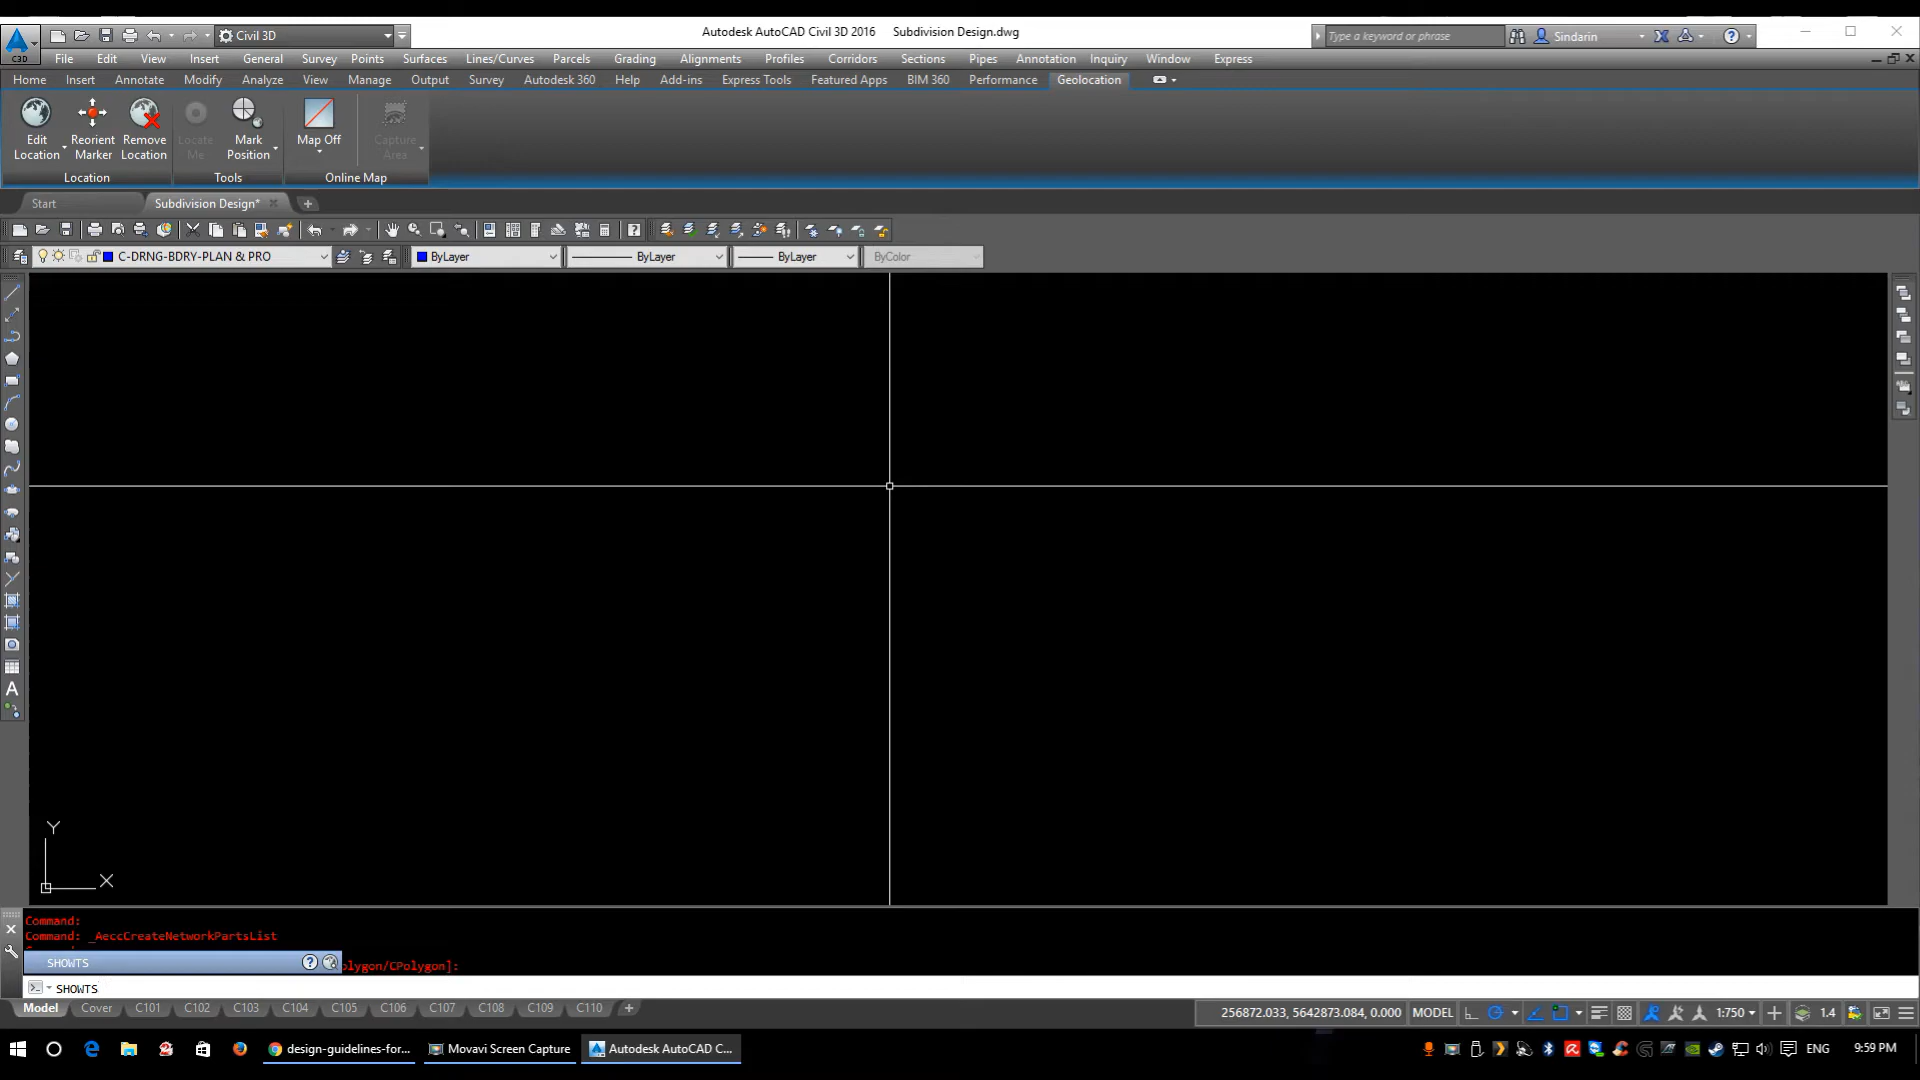 Autodesk AutoCAD Civil 3D 2016 Subdivision Design.dwg
C3D
Civil 3D
Type a keyword or phrase
Sindarin
File Edit View Insert General Survey Points Surfaces Lines/Curves Parcels Grading Alignments Profiles Corridors Sections Pipes Annotation Inquiry Window Express
Home Insert Annotate Modify Analyze View Manage Output Survey Autodesk 360 Help Add-ins Express Tools Featured Apps BIM 360 Performance Geolocation
Edit Location
Reorient Marker
Remove Location
Locate Me
Mark Position
Map Off
Capture Area
Location Tools Online Map
Start Subdivision Design*
C-DRNG-BDRY-PLAN & PRO ByLayer ByLayer ByLayer ByColor
A
Y
X
Command:
Command: _AeccCreateNetworkPartsList
SHOWTS
olygon/CPolygon]:
SHOWTS
Model Cover C101 C102 C103 C104 C105 C106 C107 C108 C109 C110
256872.033, 5642873.084, 0.000 MODEL 1:750 1.4
design-guidelines-for... Movavi Screen Capture Autodesk AutoCAD C... ENG 9:59 PM